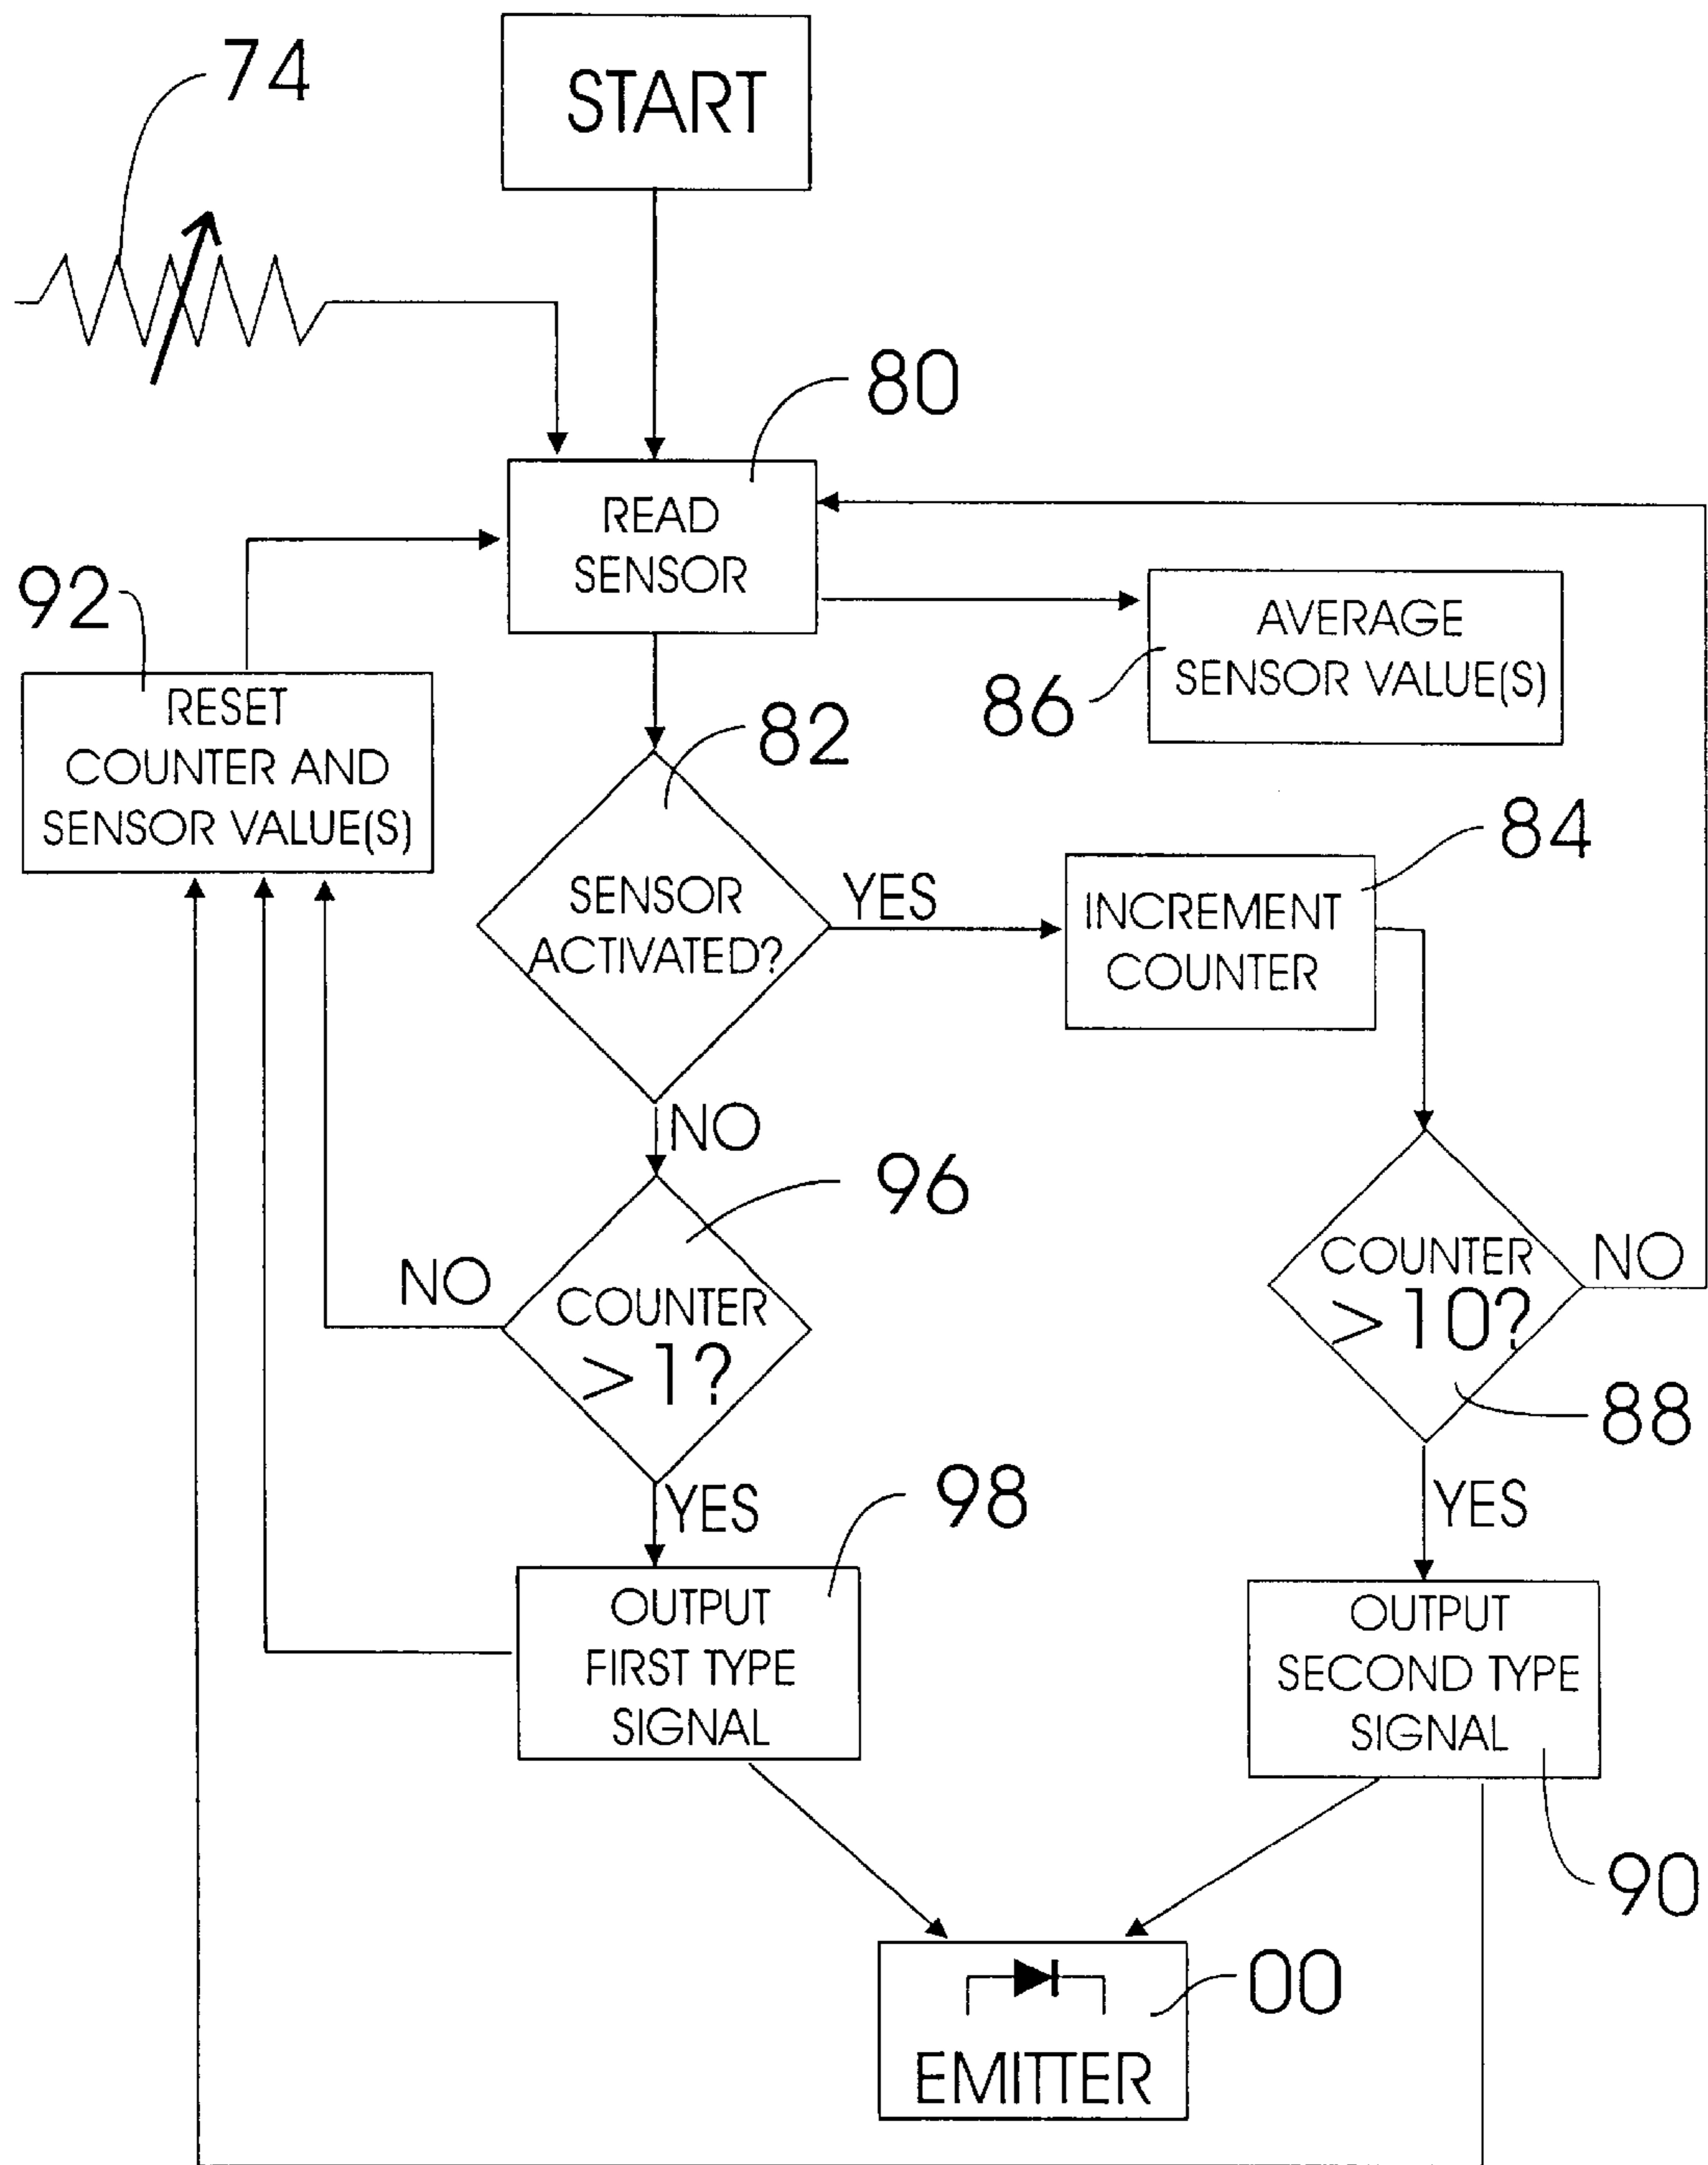 74
START
80
READ
SENSOR
92
RESET
COUNTER AND
SENSOR VALUE(S)
AVERAGE
SENSOR VALUE(S)
86
82
SENSOR
ACTIVATED?
YES
84
INCREMENT
COUNTER
NO
96
COUNTER
> 1?
NO
COUNTER
> 10?
NO
88
YES
98
YES
OUTPUT
FIRST TYPE
SIGNAL
OUTPUT
SECOND TYPE
SIGNAL
90
00
EMITTER